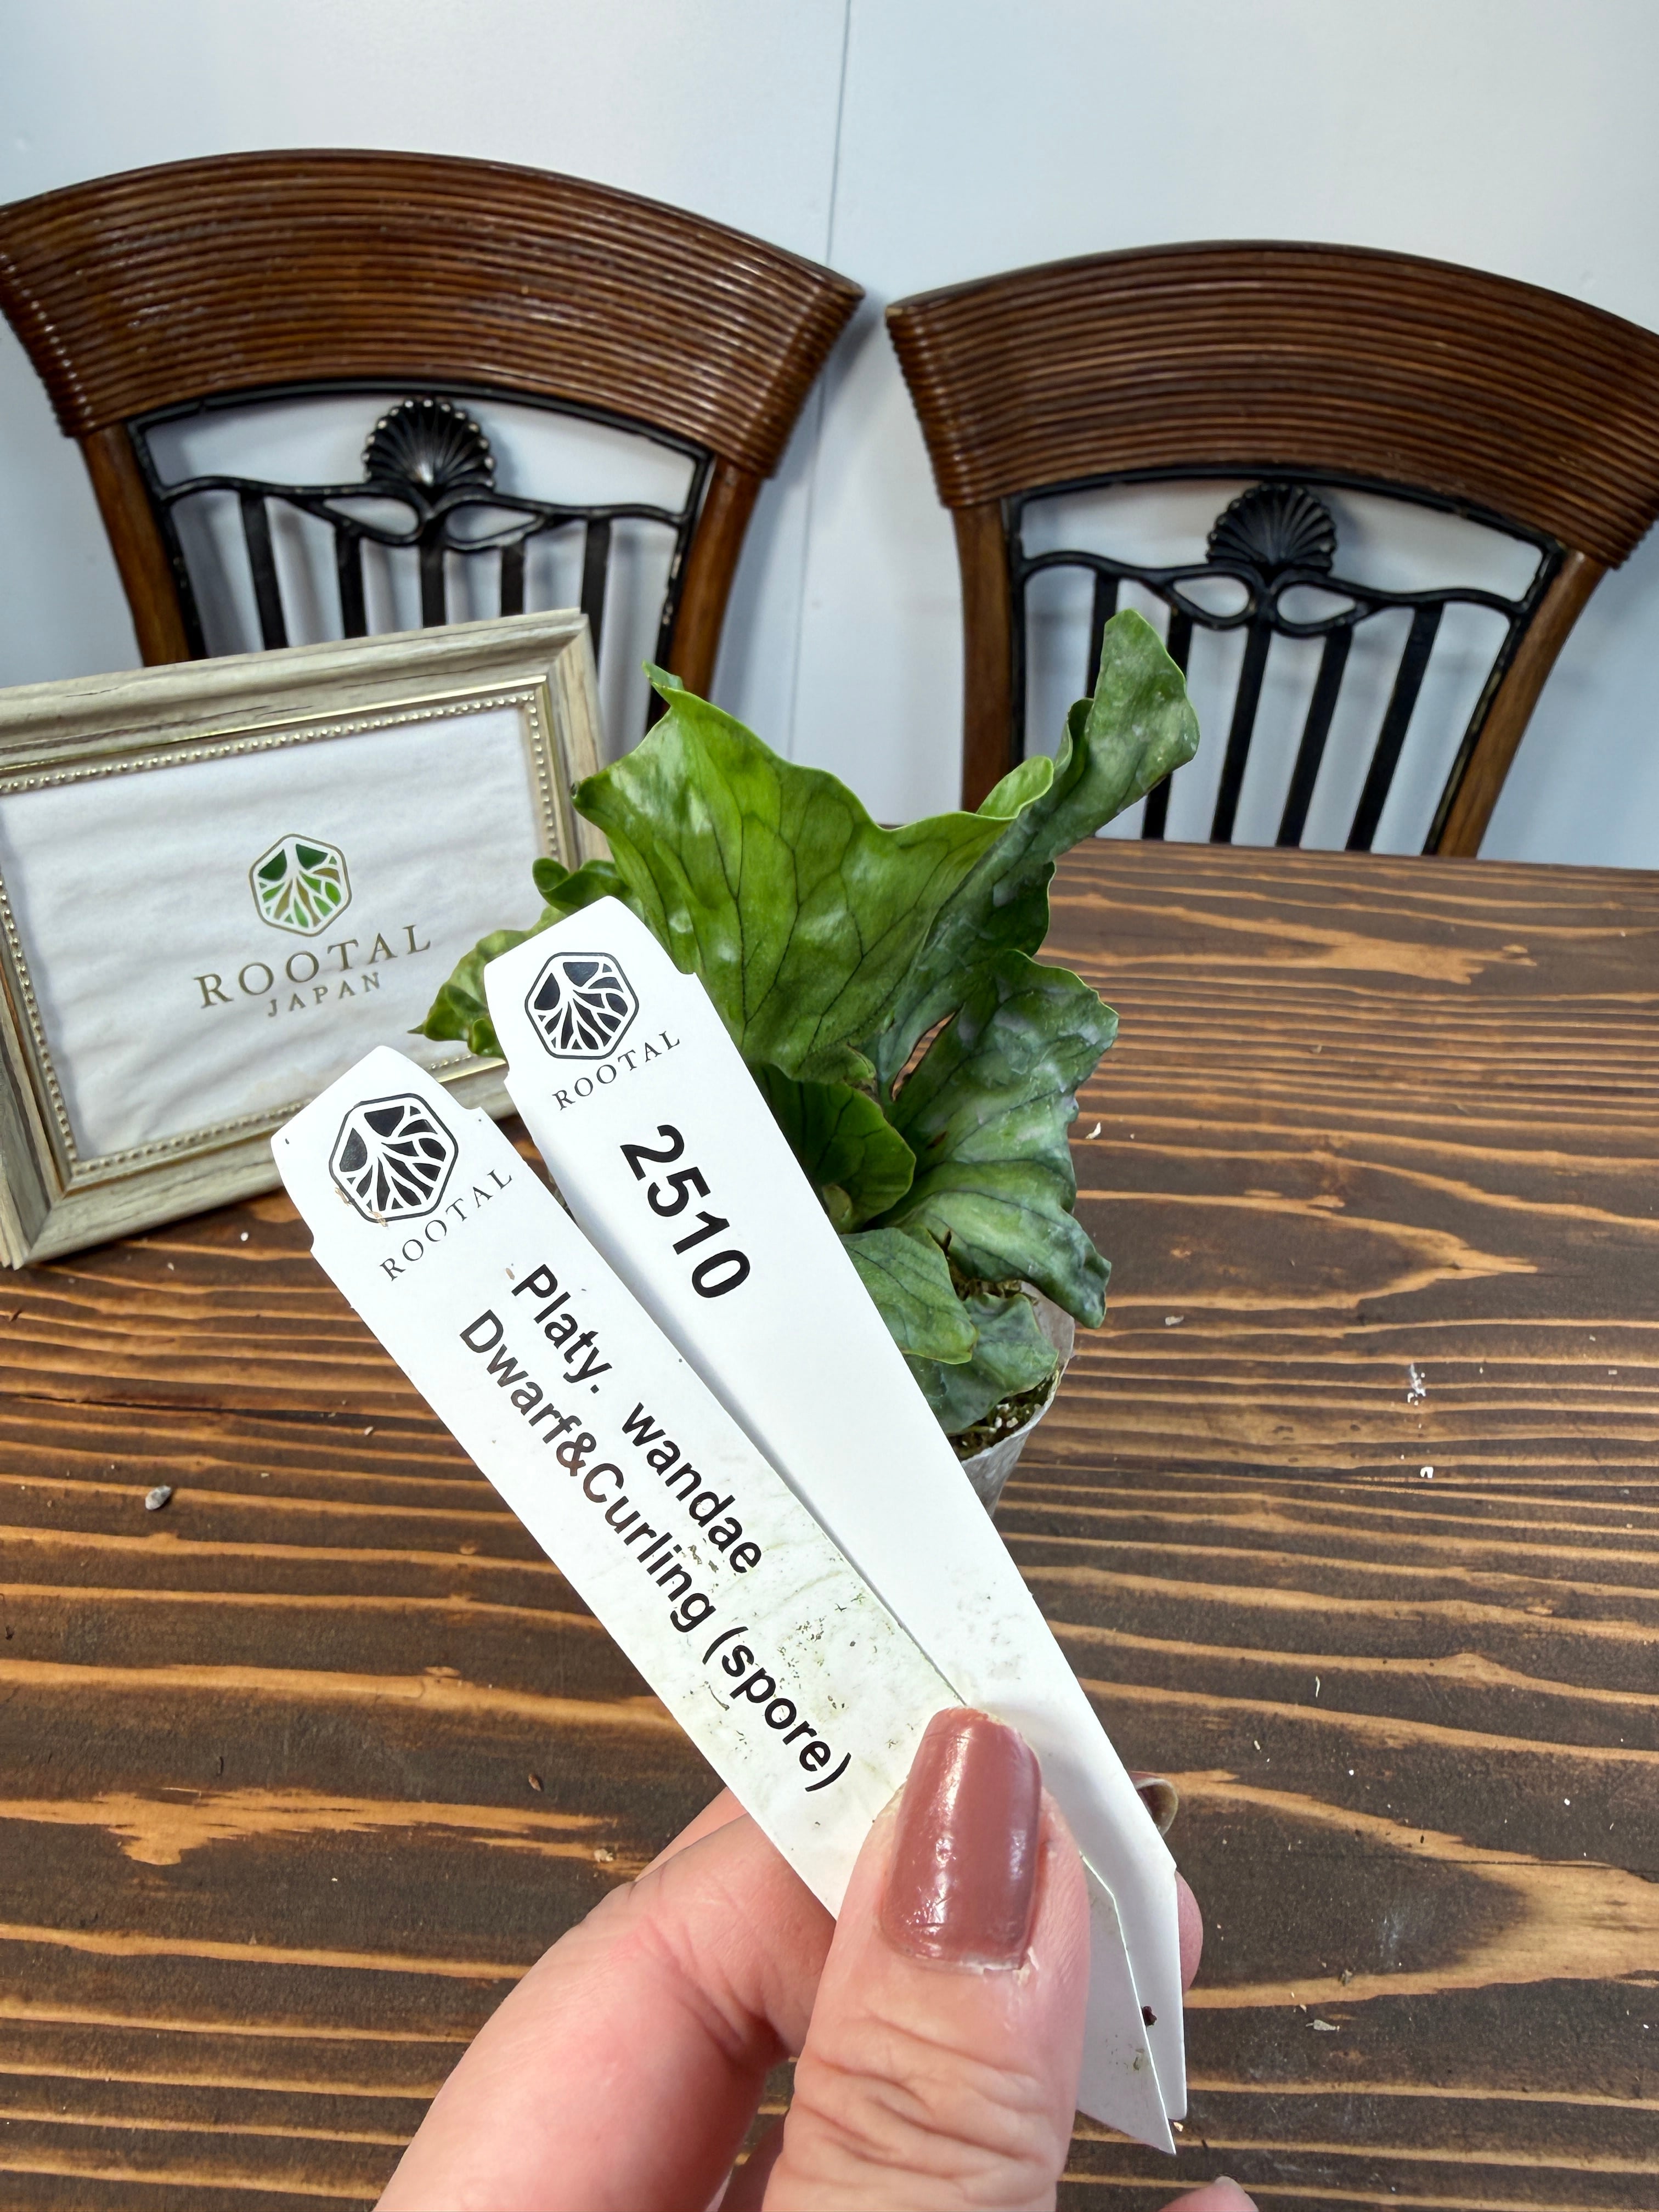 ROOTAL
JAPAN
ROOTAL
2510
ROOTAL
Platy. wandae
Dwarf&Curling (spore)